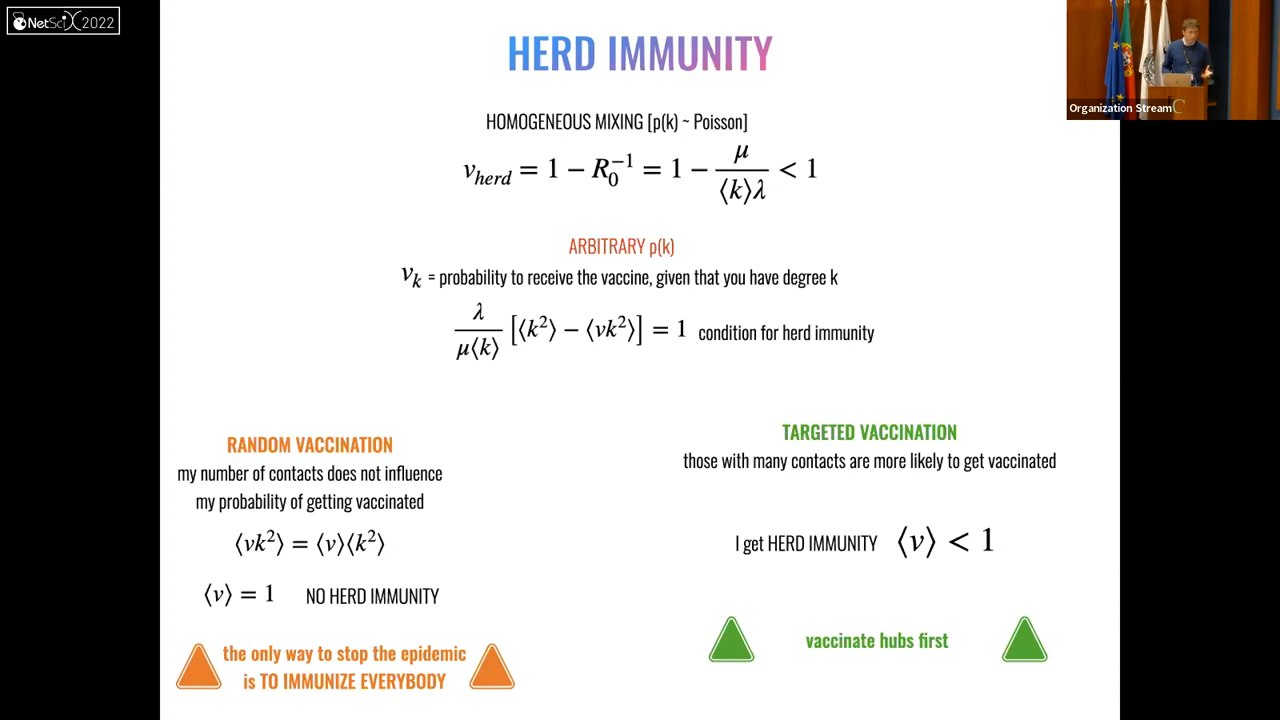 NetSciX 2022
HERD IMMUNITY
Organization Stream
HOMOGENEOUS MIXING [p(k) ~ Poisson]
v_herd = 1 − R_0^{−1} = 1 − μ/(⟨k⟩λ) < 1
ARBITRARY p(k)
v_k = probability to receive the vaccine, given that you have degree k
λ/(μ⟨k⟩) [⟨k²⟩ − ⟨vk²⟩] = 1 condition for herd immunity
RANDOM VACCINATION
my number of contacts does not influence
my probability of getting vaccinated
⟨vk²⟩ = ⟨v⟩⟨k²⟩
⟨v⟩ = 1 NO HERD IMMUNITY
the only way to stop the epidemic
is TO IMMUNIZE EVERYBODY
TARGETED VACCINATION
those with many contacts are more likely to get vaccinated
I get HERD IMMUNITY ⟨v⟩ < 1
vaccinate hubs first